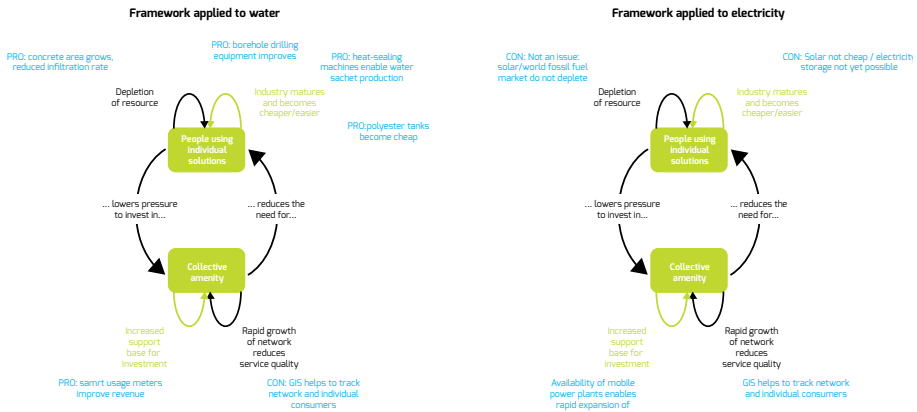 Framework applied to water
PRO: concrete area grows,
reduced infiltration rate
PRO: borehole drilling
equipment improves
PRO: heat-sealing
machines enable water
sachet production
Depletion
of resource
Industry matures
and becomes
cheaper/easier
PRO:polyester tanks
become cheap
People using
individual
solutions
... lowers pressure
to invest in...
... reduces the
need for...
Collective
amenity
Increased
support
base for
investment
Rapid growth
of network
reduces
service quality
PRO: samrt usage meters
improve revenue
CON: GIS helps to track
network and individual
consumers
Framework applied to electricity
CON: Not an issue:
solar/world fossil fuel
market do not deplete
CON: Solar not cheap / electricity
storage not yet possible
Depletion
of resource
Industry matures
and becomes
cheaper/easier
People using
individual
solutions
... lowers pressure
to invest in...
... reduces the
need for...
Collective
amenity
Increased
support
base for
investment
Rapid growth
of network
reduces
service quality
Availability of mobile
power plants enables
rapid expansion of
GIS helps to track network
and individual consumers